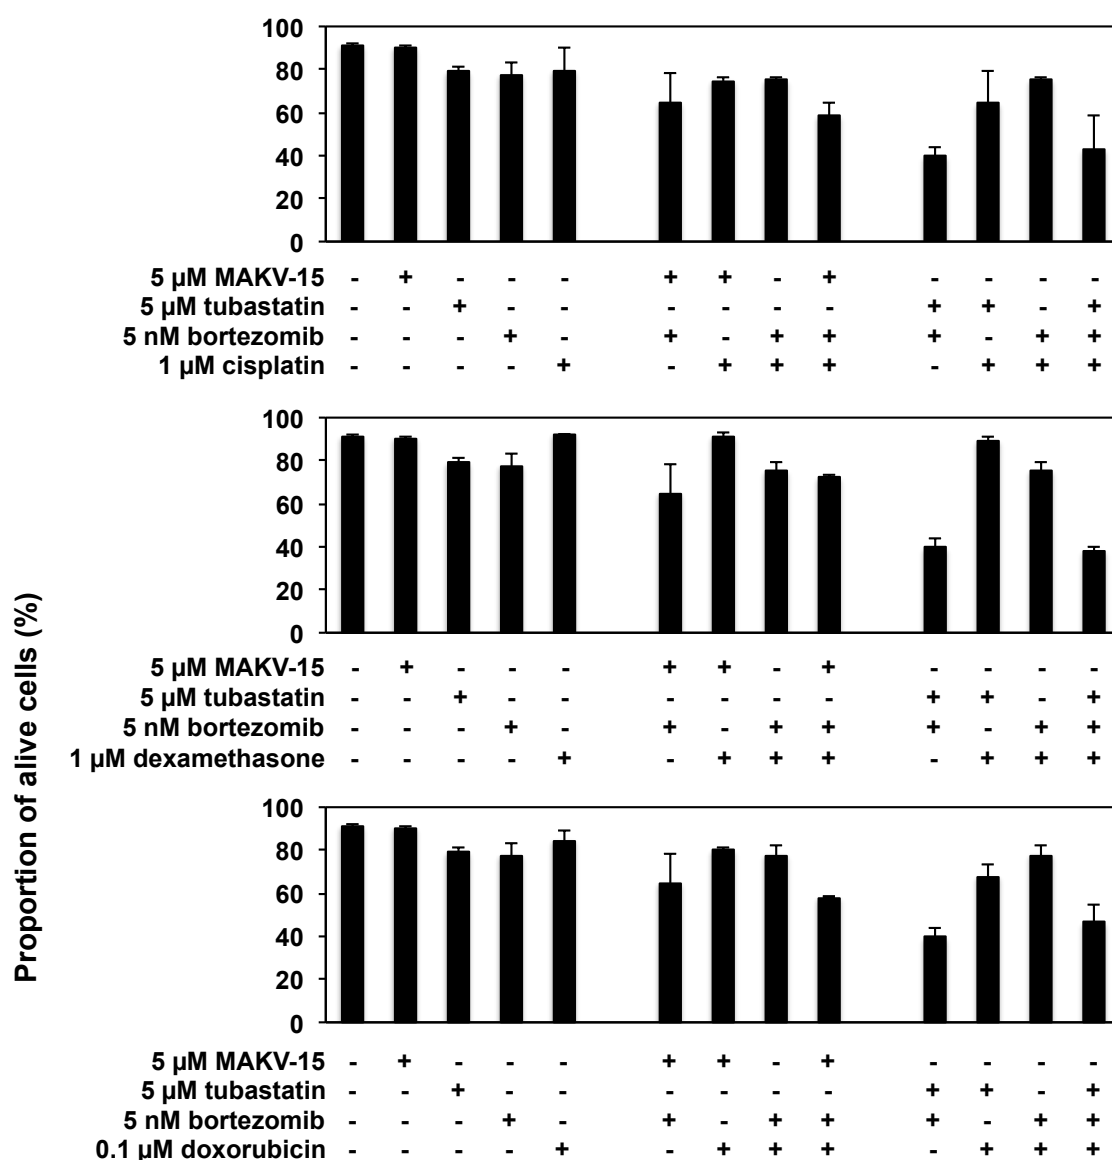 Proportion of alive cells (%)
100
80
60
40
20
0
5 µM MAKV-15 - + - - - + + - + - - - -
5 µM tubastatin - - + - - - - - - + + - +
5 nM bortezomib - - - + - + - + + + - + +
1 µM cisplatin - - - - + - + + + - + + +
100
80
60
40
20
0
5 µM MAKV-15 - + - - - + + - + - - - -
5 µM tubastatin - - + - - - - - - + + - +
5 nM bortezomib - - - + - + - + + + - + +
1 µM dexamethasone - - - - + - + + + - + + +
100
80
60
40
20
0
5 µM MAKV-15 - + - - - + + - + - - - -
5 µM tubastatin - - + - - - - - - + + - +
5 nM bortezomib - - - + - + - + + + - + +
0.1 µM doxorubicin - - - - + - + + + - + + +